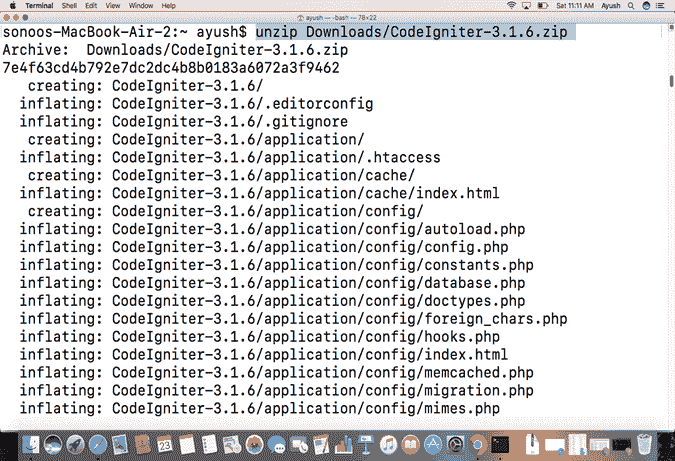 Terminal Shell Edit View Window Help Sat 11:11 AM Ayush
ayush — -bash — 78×22
sonoos-MacBook-Air-2:~ ayush$ unzip Downloads/CodeIgniter-3.1.6.zip
Archive:  Downloads/CodeIgniter-3.1.6.zip
7e4f63cd4b792e7dc2dc4b8b0183a6072a3f9462
   creating: CodeIgniter-3.1.6/
  inflating: CodeIgniter-3.1.6/.editorconfig
  inflating: CodeIgniter-3.1.6/.gitignore
   creating: CodeIgniter-3.1.6/application/
  inflating: CodeIgniter-3.1.6/application/.htaccess
   creating: CodeIgniter-3.1.6/application/cache/
  inflating: CodeIgniter-3.1.6/application/cache/index.html
   creating: CodeIgniter-3.1.6/application/config/
  inflating: CodeIgniter-3.1.6/application/config/autoload.php
  inflating: CodeIgniter-3.1.6/application/config/config.php
  inflating: CodeIgniter-3.1.6/application/config/constants.php
  inflating: CodeIgniter-3.1.6/application/config/database.php
  inflating: CodeIgniter-3.1.6/application/config/doctypes.php
  inflating: CodeIgniter-3.1.6/application/config/foreign_chars.php
  inflating: CodeIgniter-3.1.6/application/config/hooks.php
  inflating: CodeIgniter-3.1.6/application/config/index.html
  inflating: CodeIgniter-3.1.6/application/config/memcached.php
  inflating: CodeIgniter-3.1.6/application/config/migration.php
  inflating: CodeIgniter-3.1.6/application/config/mimes.php
23